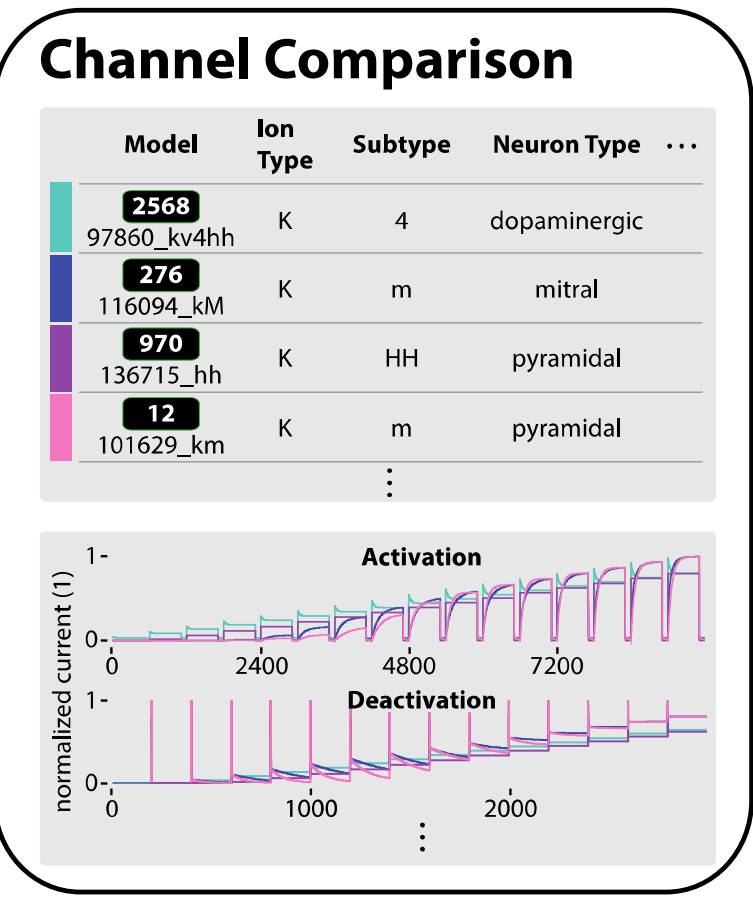 Channel Comparison
Model Ion Type Subtype Neuron Type ...
2568
97860_kv4hh K 4 dopaminergic
276
116094_kM K m mitral
970
136715_hh K HH pyramidal
12
101629_km K m pyramidal
⋮
Activation
normalized current (1)
1-
0-
0 2400 4800 7200
Deactivation
1-
0-
0 1000 2000
⋮